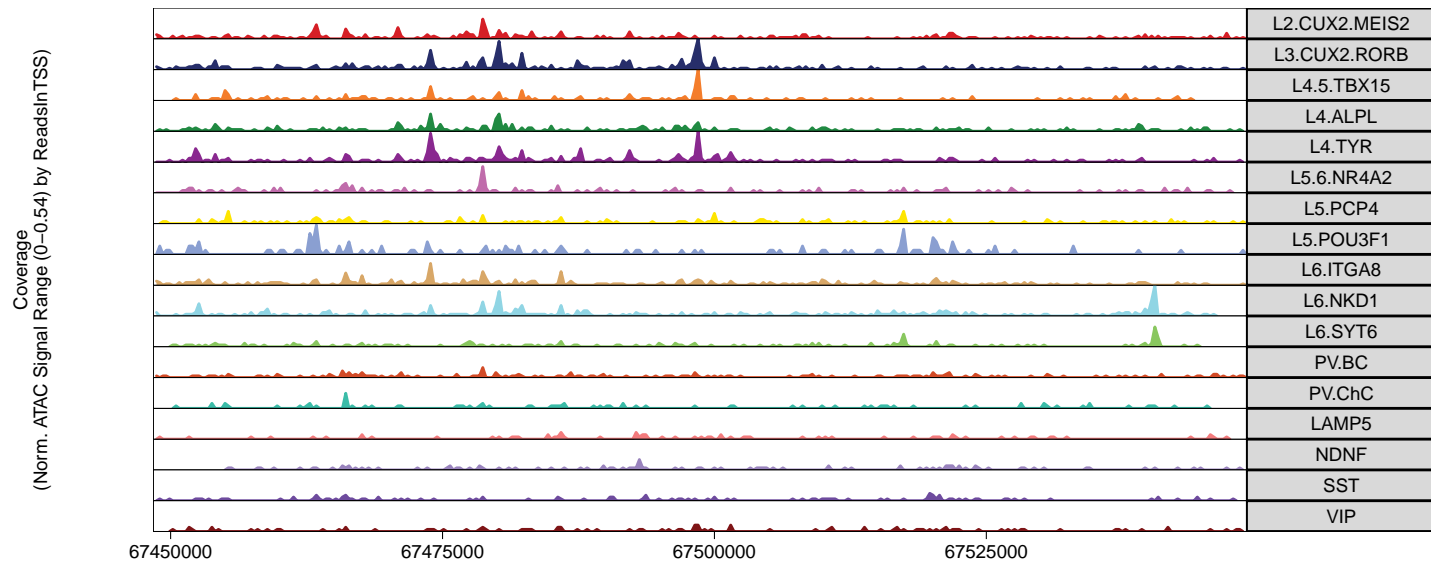 Coverage
(Norm. ATAC Signal Range (0−0.54) by ReadsInTSS)
L2.CUX2.MEIS2
L3.CUX2.RORB
L4.5.TBX15
L4.ALPL
L4.TYR
L5.6.NR4A2
L5.PCP4
L5.POU3F1
L6.ITGA8
L6.NKD1
L6.SYT6
PV.BC
PV.ChC
LAMP5
NDNF
SST
VIP
67450000 67475000 67500000 67525000